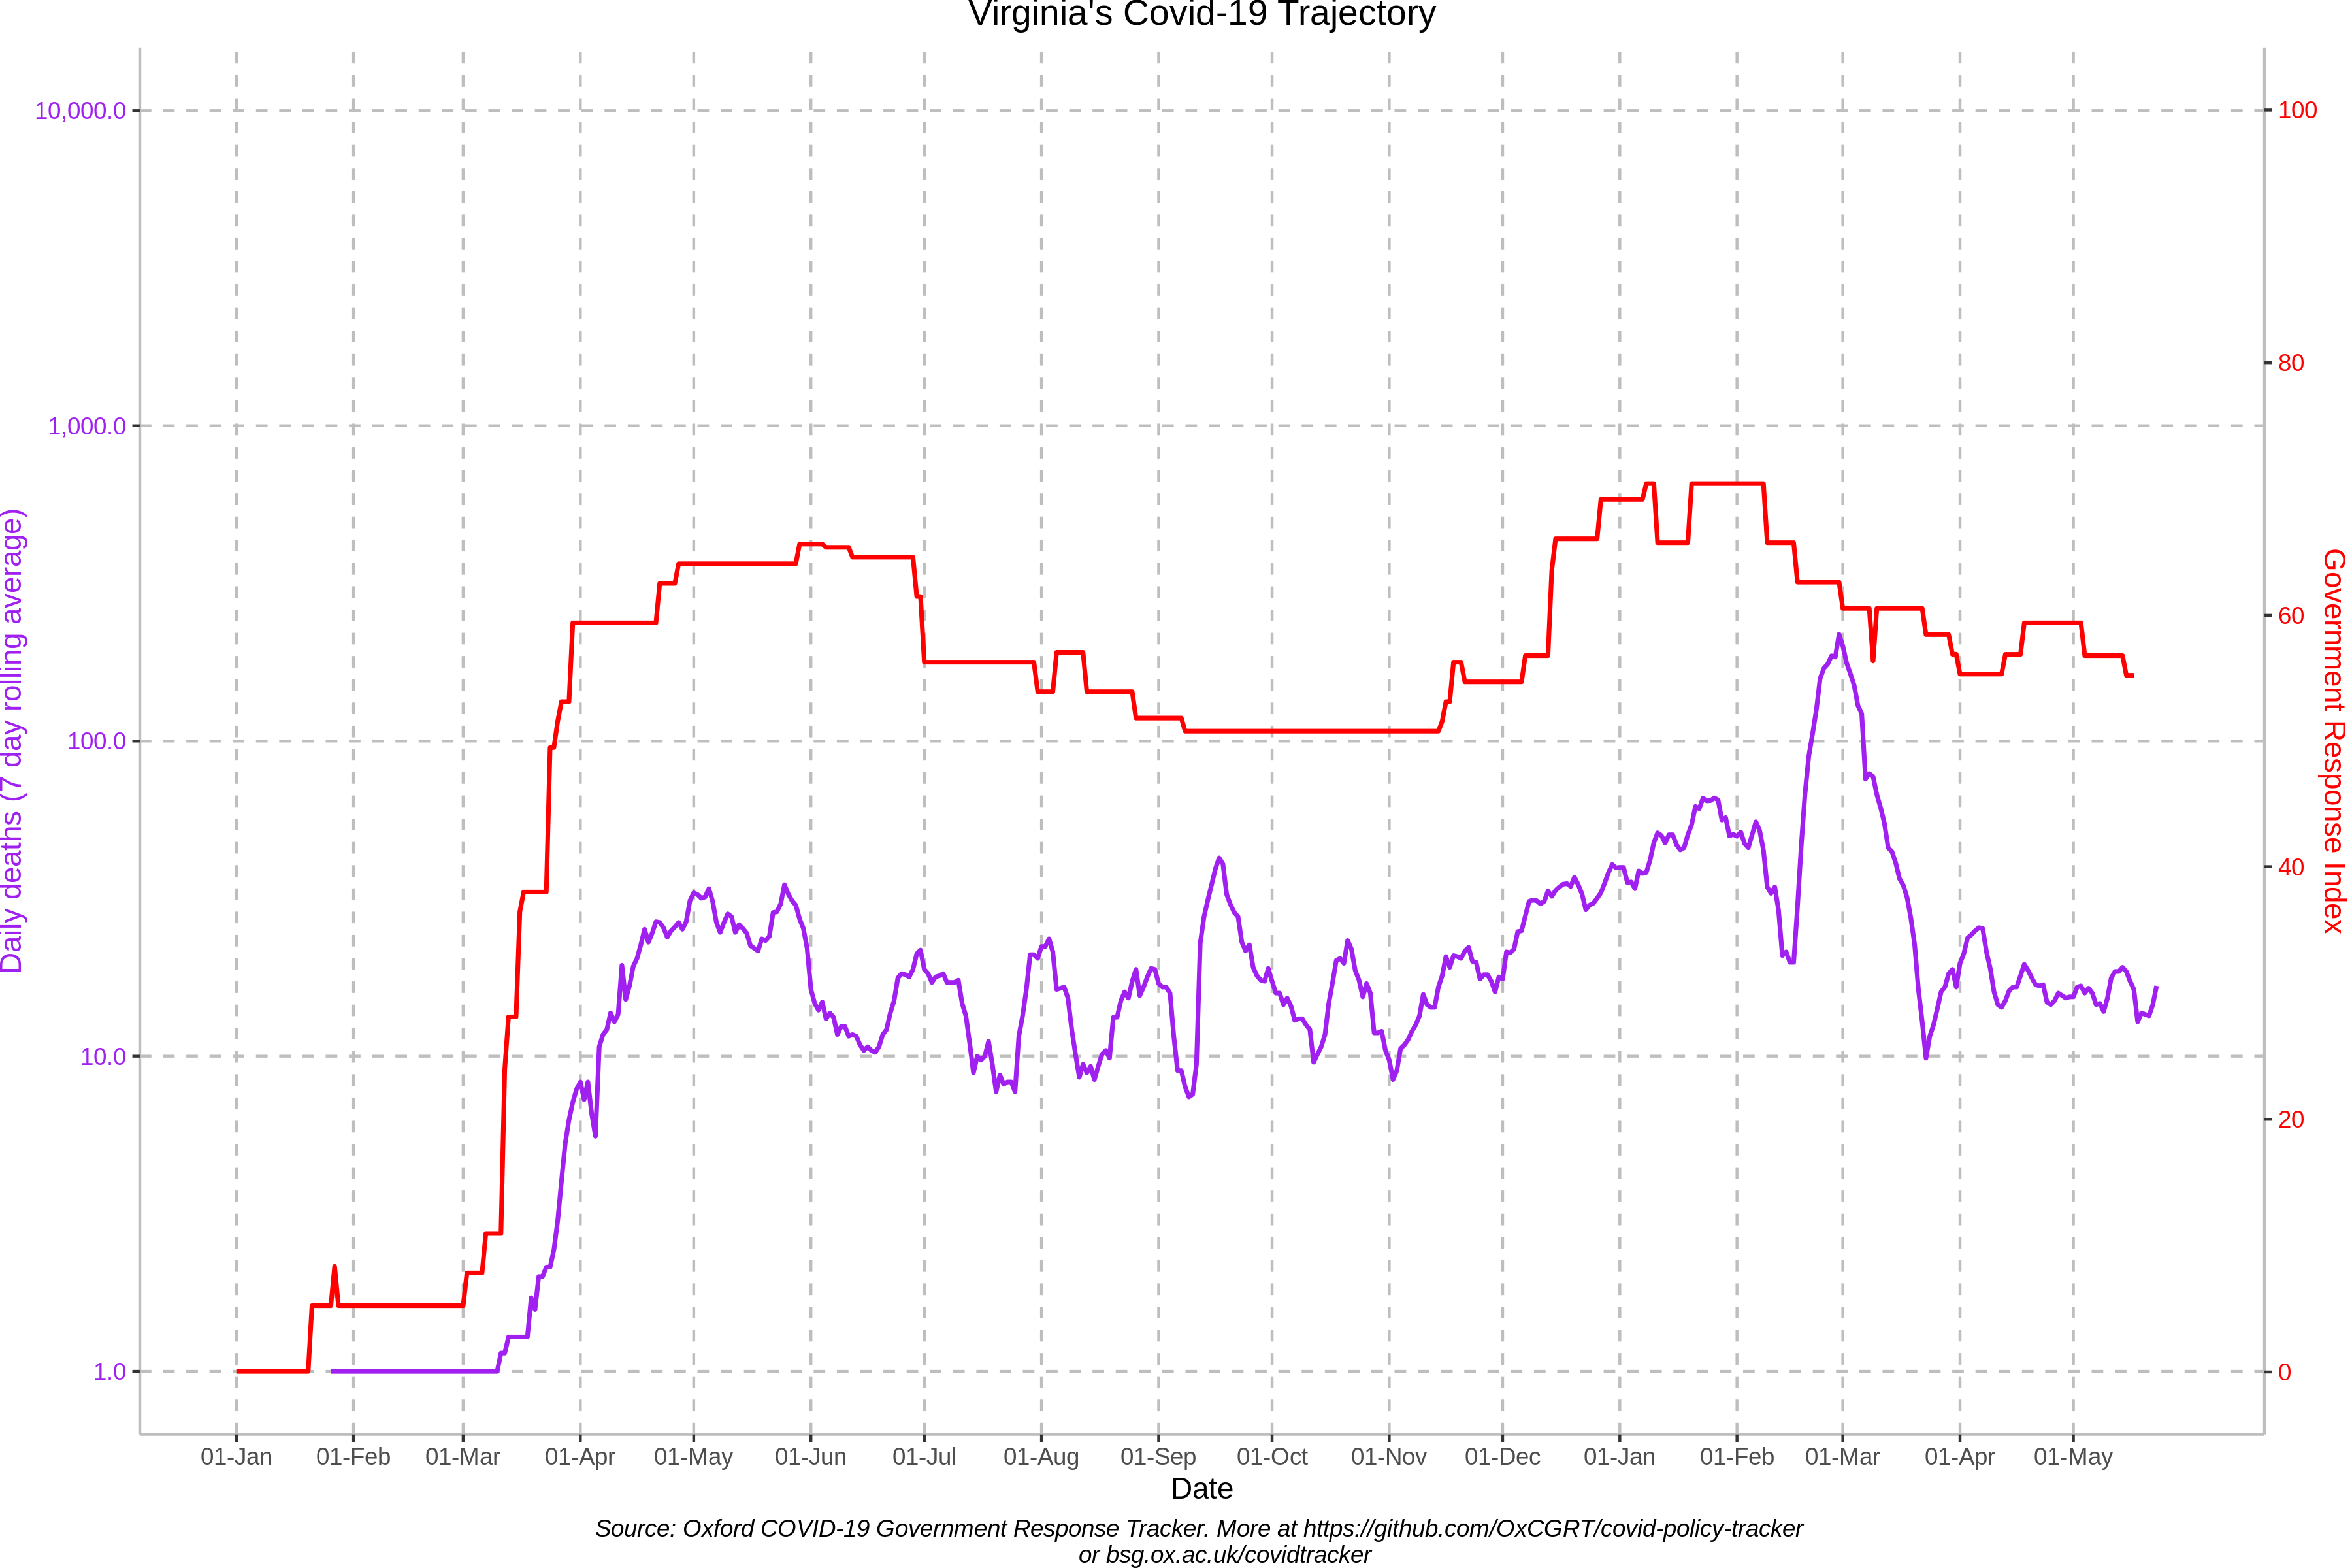 Virginia's Covid-19 Trajectory
10,000.0
1,000.0
100.0
10.0
1.0
Daily deaths (7 day rolling average)
100
80
60
40
20
0
Government Response Index
01-Jan 01-Feb 01-Mar 01-Apr 01-May 01-Jun 01-Jul 01-Aug 01-Sep 01-Oct 01-Nov 01-Dec 01-Jan 01-Feb 01-Mar 01-Apr 01-May
Date
Source: Oxford COVID-19 Government Response Tracker. More at https://github.com/OxCGRT/covid-policy-tracker
or bsg.ox.ac.uk/covidtracker